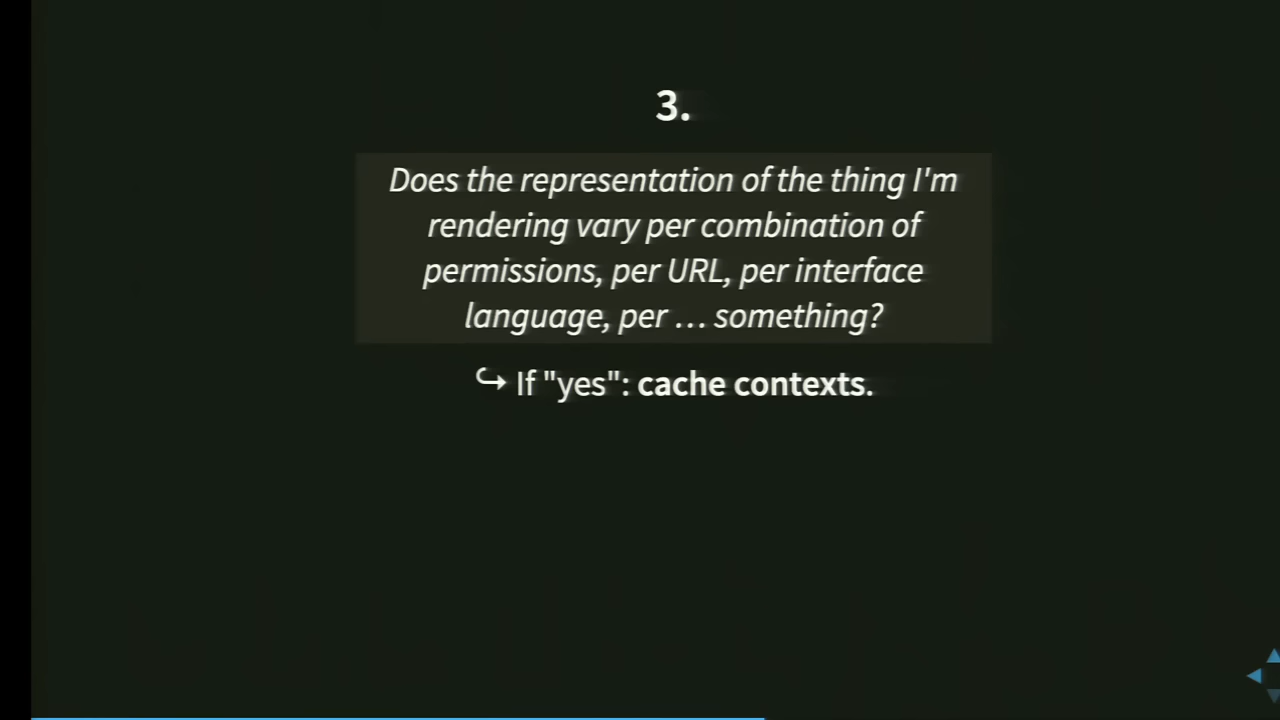 3.
Does the representation of the thing I'm
rendering vary per combination of
permissions, per URL, per interface
language, per … something?
↪ If "yes": cache contexts.